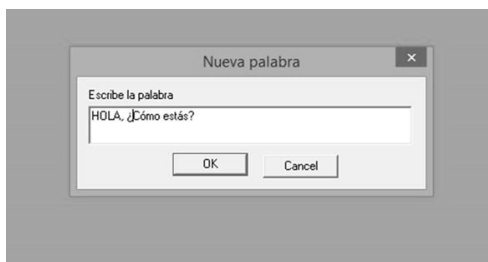 Nueva palabra
Escribe la palabra
HOLA, ¿Cómo estás?
OK Cancel